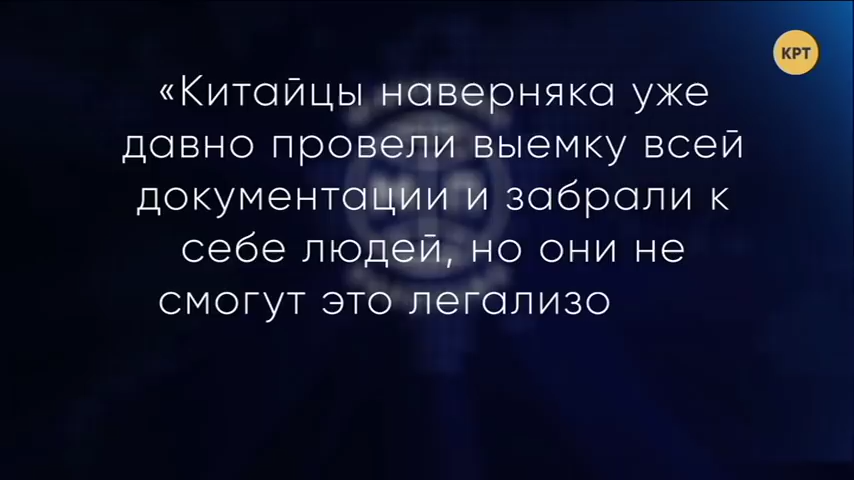 КРТ
«Китайцы наверняка уже
давно провели выемку всей
документации и забрали к
себе людей, но они не
смогут это легализо